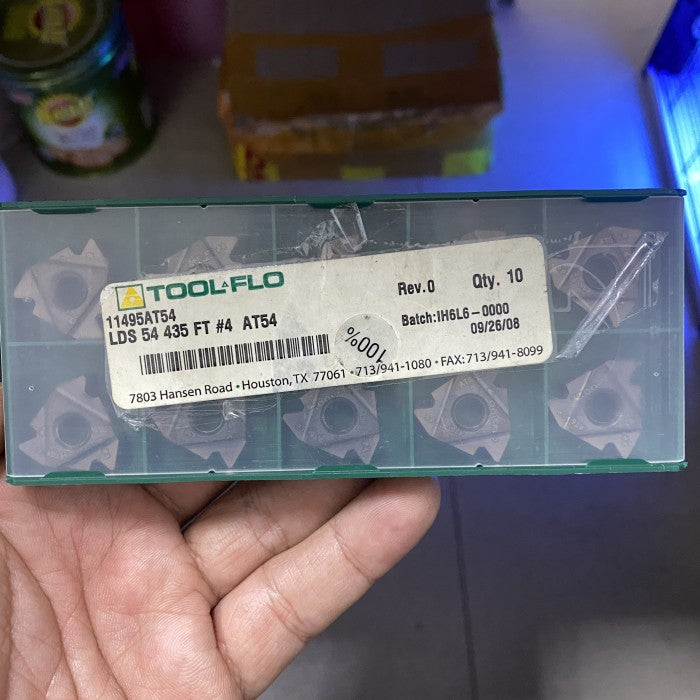 TOOL-FLO
Rev.0 Qty. 10
11495AT54
LDS 54 435 FT #4 AT54
Batch:IH6L6-0000
09/26/08
100%
7803 Hansen Road • Houston, TX 77061 • 713/941-1080 • FAX:713/941-8099